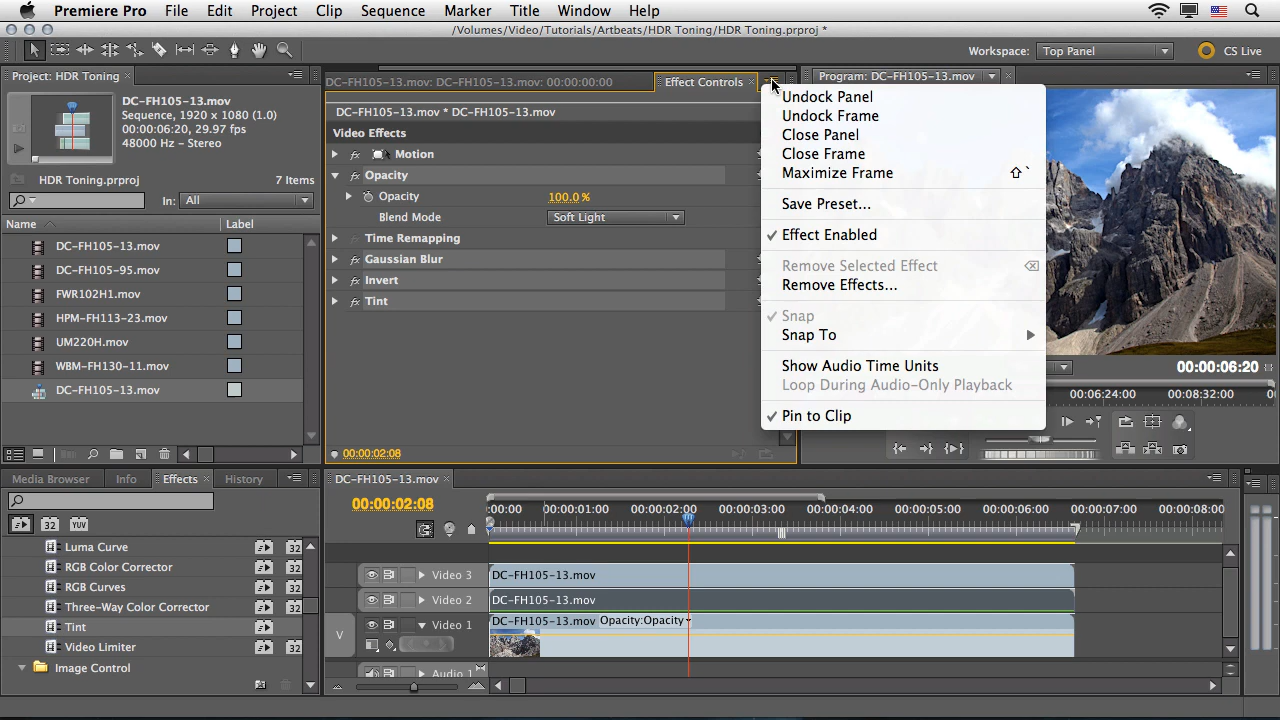 Premiere Pro File Edit Project Clip Sequence Marker Title Window Help
/Volumes/Video/Tutorials/Artbeats/HDR Toning/HDR Toning.prproj *
Workspace: Top Panel CS Live
Project: HDR Toning
DC-FH105-13.mov
Sequence, 1920 x 1080 (1.0)
00:00:06:20, 29.97 fps
48000 Hz - Stereo
HDR Toning.prproj 7 Items
In: All
Name Label
DC-FH105-13.mov
DC-FH105-95.mov
FWR102H1.mov
HPM-FH113-23.mov
UM220H.mov
WBM-FH130-11.mov
DC-FH105-13.mov
DC-FH105-13.mov: DC-FH105-13.mov: 00:00:00:00 Effect Controls
DC-FH105-13.mov * DC-FH105-13.mov
Video Effects
fx Motion
fx Opacity
Opacity 100.0 %
Blend Mode Soft Light
Time Remapping
fx Gaussian Blur
fx Invert
fx Tint
00:00:02:08
Undock Panel
Undock Frame
Close Panel
Close Frame
Maximize Frame ⇧`
Save Preset...
✓ Effect Enabled
Remove Selected Effect ⌫
Remove Effects...
✓ Snap
Snap To
Show Audio Time Units
Loop During Audio-Only Playback
✓ Pin to Clip
Program: DC-FH105-13.mov
00:00:06:20
00:06:24:00 00:08:32:00
Media Browser Info Effects History
32 YUV
Luma Curve 32
RGB Color Corrector 32
RGB Curves 32
Three-Way Color Corrector 32
Tint
Video Limiter 32
Image Control
DC-FH105-13.mov
00:00:02:08
:00:00 00:00:01:00 00:00:02:00 00:00:03:00 00:00:04:00 00:00:05:00 00:00:06:00 00:00:07:00 00:00:08:00
Video 3 DC-FH105-13.mov
Video 2 DC-FH105-13.mov
V Video 1 DC-FH105-13.mov Opacity:Opacity
Audio 1